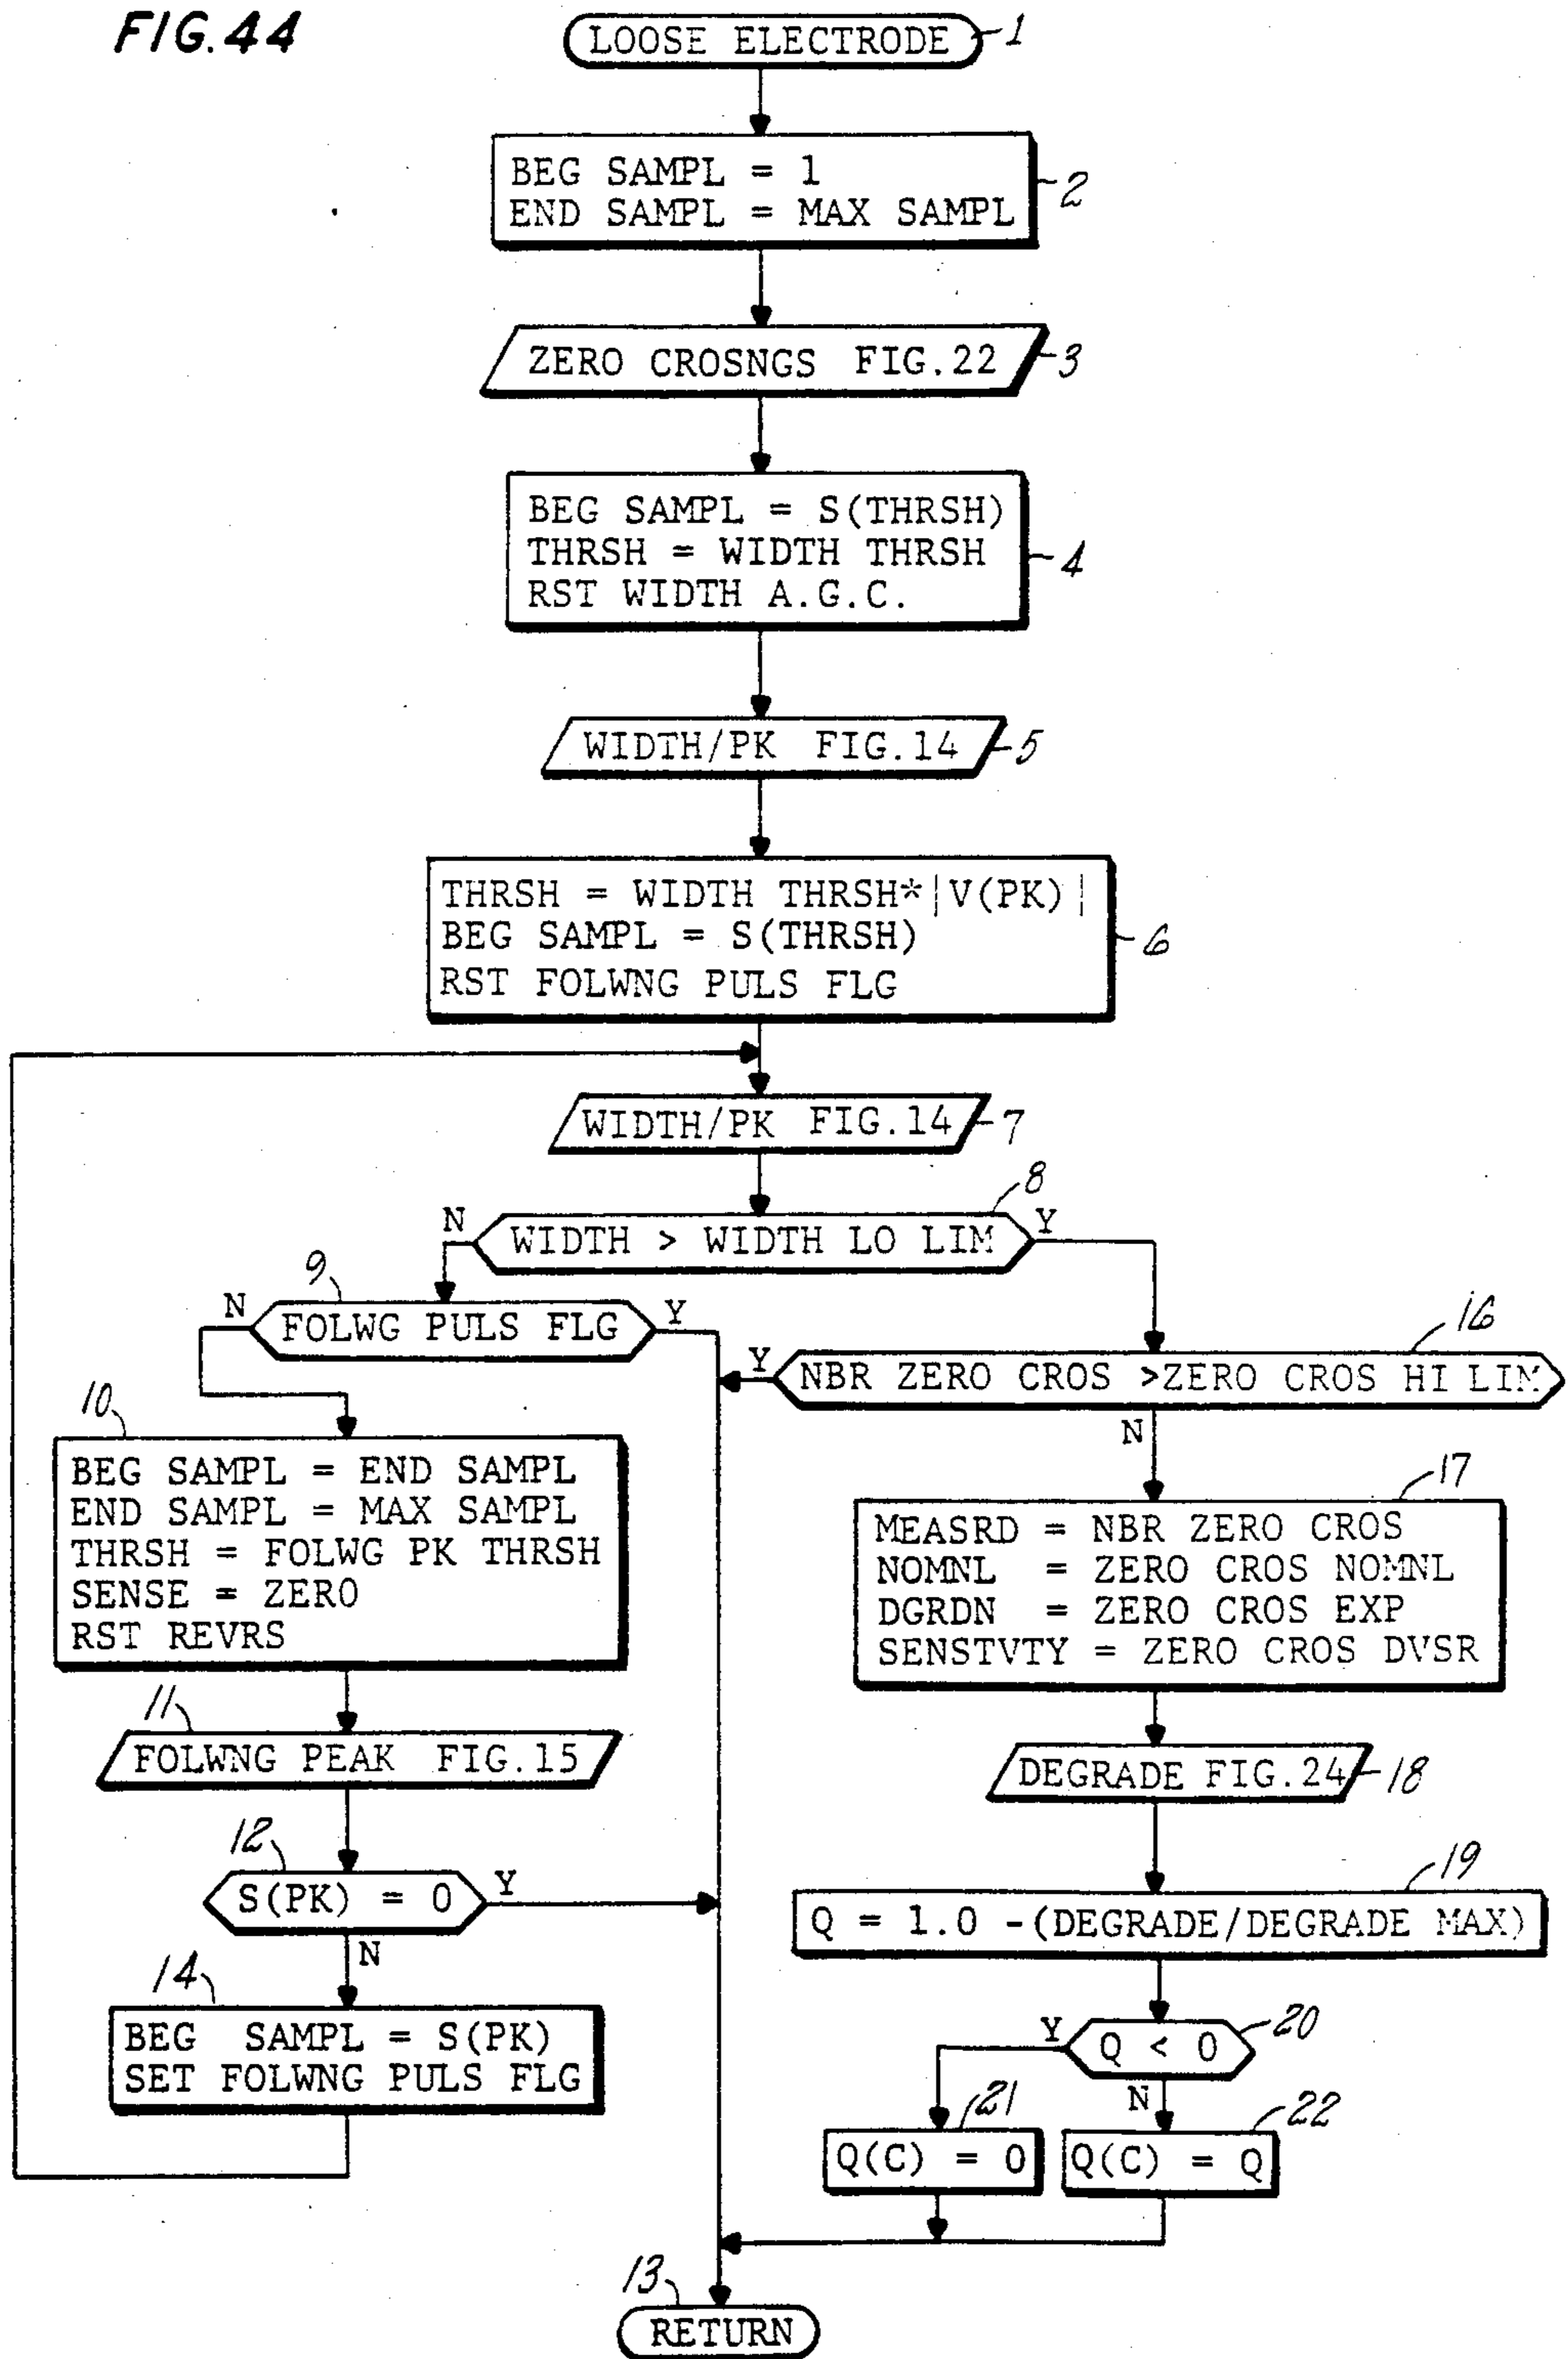 FIG. 44
LOOSE ELECTRODE
1
BEG SAMPL = 1
END SAMPL = MAX SAMPL
2
ZERO CROSNGS FIG.22
3
BEG SAMPL = S(THRSH)
THRSH = WIDTH THRSH
RST WIDTH A.G.C.
4
WIDTH/PK FIG.14
5
THRSH = WIDTH THRSH*|V(PK)|
BEG SAMPL = S(THRSH)
RST FOLWNG PULS FLG
6
WIDTH/PK FIG.14
7
8
N
WIDTH > WIDTH LO LIM
Y
9
N
FOLWG PULS FLG
Y
16
Y
NBR ZERO CROS >ZERO CROS HI LIM
N
10
BEG SAMPL = END SAMPL
END SAMPL = MAX SAMPL
THRSH = FOLWG PK THRSH
SENSE = ZERO
RST REVRS
17
MEASRD = NBR ZERO CROS
NOMNL = ZERO CROS NOMNL
DGRDN = ZERO CROS EXP
SENSTVTY = ZERO CROS DVSR
11
FOLWNG PEAK FIG.15
DEGRADE FIG.24
18
12
S(PK) = 0
Y
N
19
Q = 1.0 -(DEGRADE/DEGRADE MAX)
14
BEG SAMPL = S(PK)
SET FOLWNG PULS FLG
Y
Q < 0
20
N
21
Q(C) = 0
22
Q(C) = Q
13
RETURN